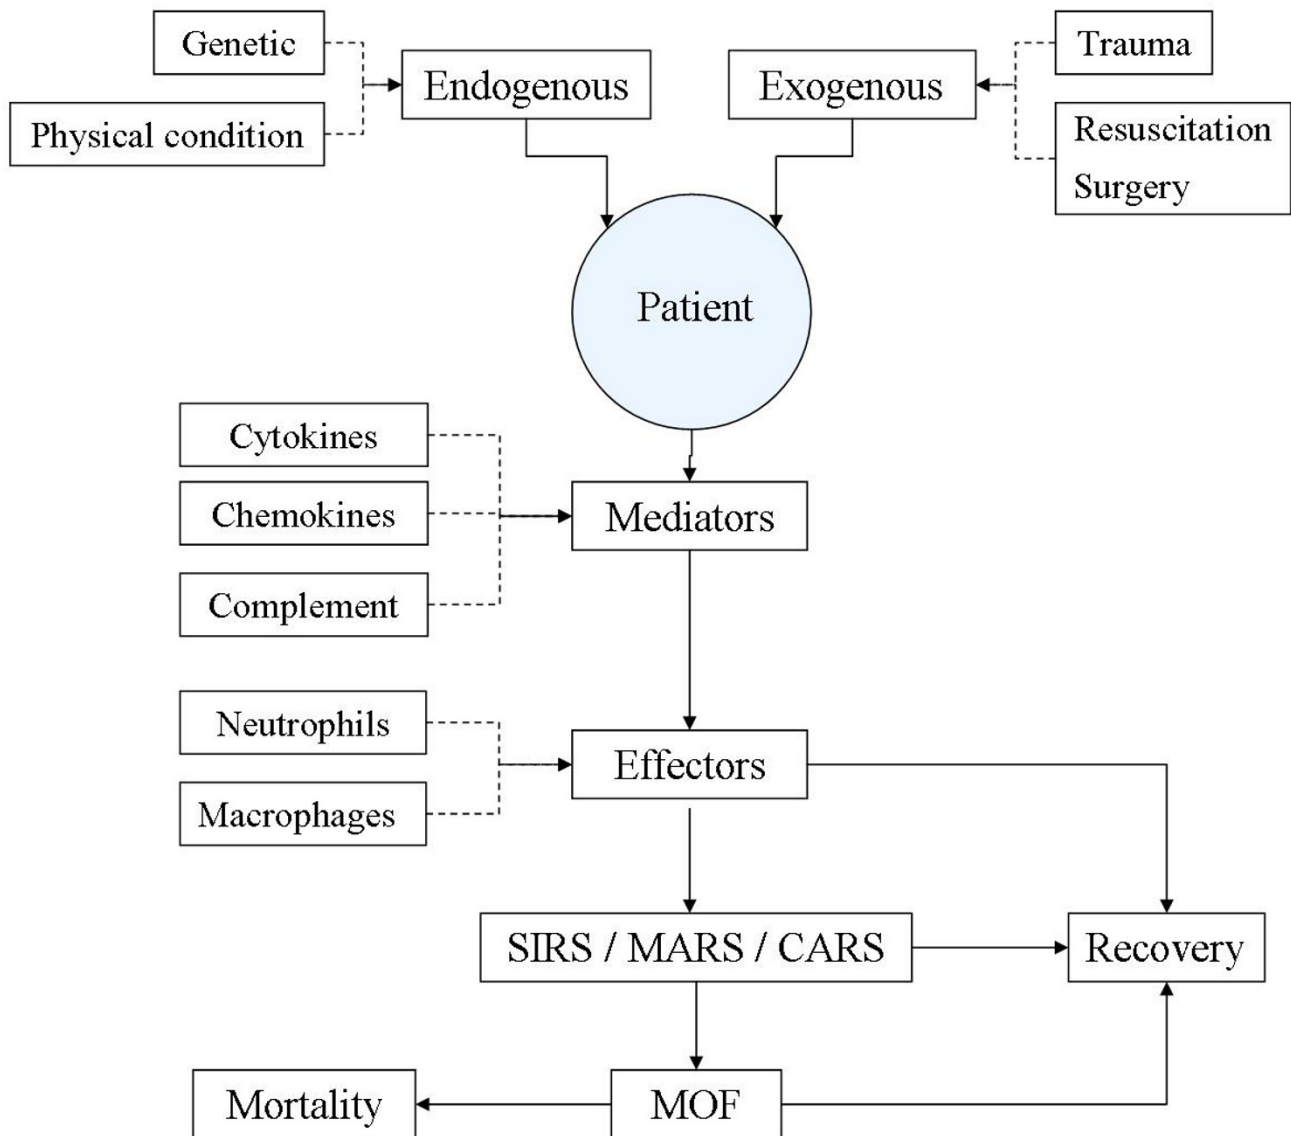 Genetic
Trauma
Endogenous
Exogenous
Physical condition
Resuscitation
Surgery
Patient
Cytokines
Chemokines
Mediators
Complement
Neutrophils
Effectors
Macrophages
SIRS / MARS / CARS
Recovery
Mortality
MOF